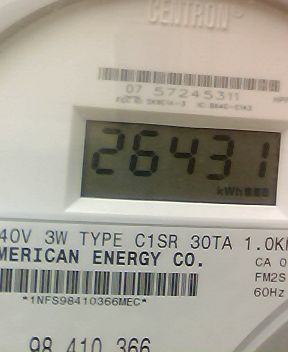 CENTRON®
07 57245311
26431
kWh
40V 3W TYPE C1SR 30TA 1.0K
MERICAN ENERGY CO.
CA 0
FM2S
60Hz
*1NFS98410366MEC*
98 410 366